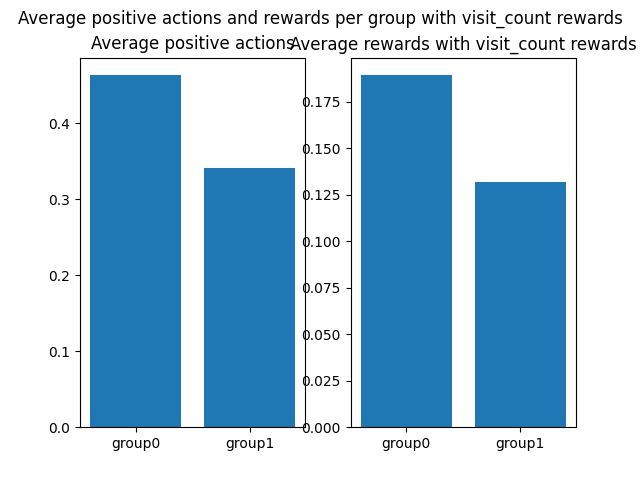 Average positive actions and rewards per group with visit_count rewards
Average positive actions
Average rewards with visit_count rewards
0.4
0.3
0.2
0.1
0.0
group0
group1
0.175
0.150
0.125
0.100
0.075
0.050
0.025
0.000
group0
group1